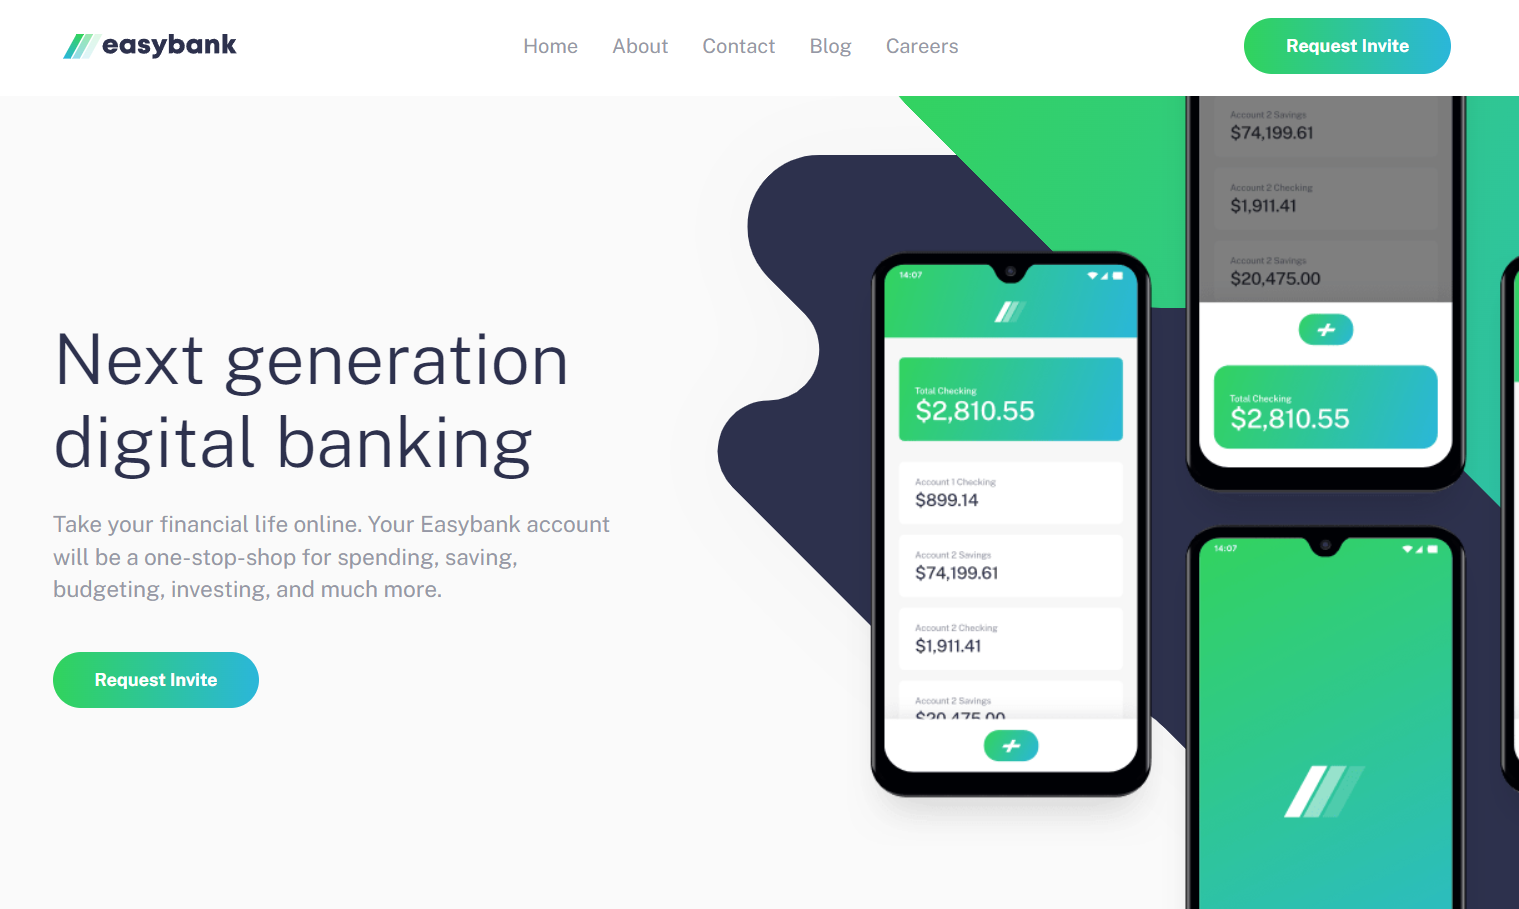 easybank
Home
About
Contact
Blog
Careers
Request Invite
Next generation
digital banking
Take your financial life online. Your Easybank account
will be a one-stop-shop for spending, saving,
budgeting, investing, and much more.
Request Invite
14:07
Total Checking
$2,810.55
Account 1 Checking
$899.14
Account 2 Savings
$74,199.61
Account 2 Checking
$1,911.41
Account 2 Savings
$20,475.00
Account 2 Savings
$74,199.61
Account 2 Checking
$1,911.41
Account 2 Savings
$20,475.00
Total Checking
$2,810.55
14:07